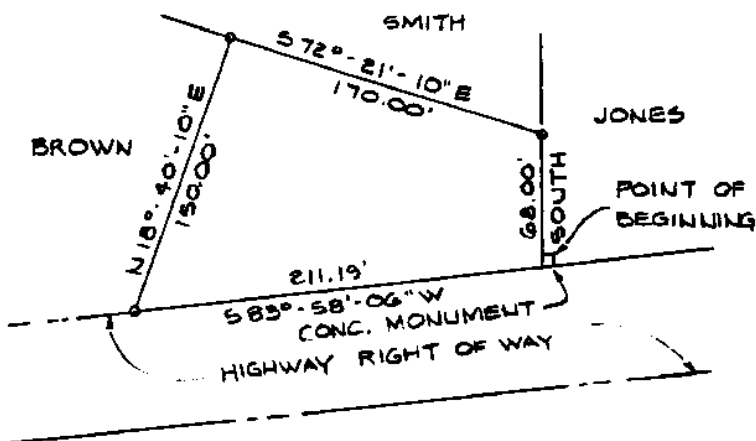 SMITH
S 72°-21'-10" E
170.00'
JONES
BROWN
N 18°-40'-10" E
150.00'
68.00'
SOUTH
POINT OF
BEGINNING
211.19'
S 83°-58'-06" W
CONC. MONUMENT
HIGHWAY RIGHT OF WAY